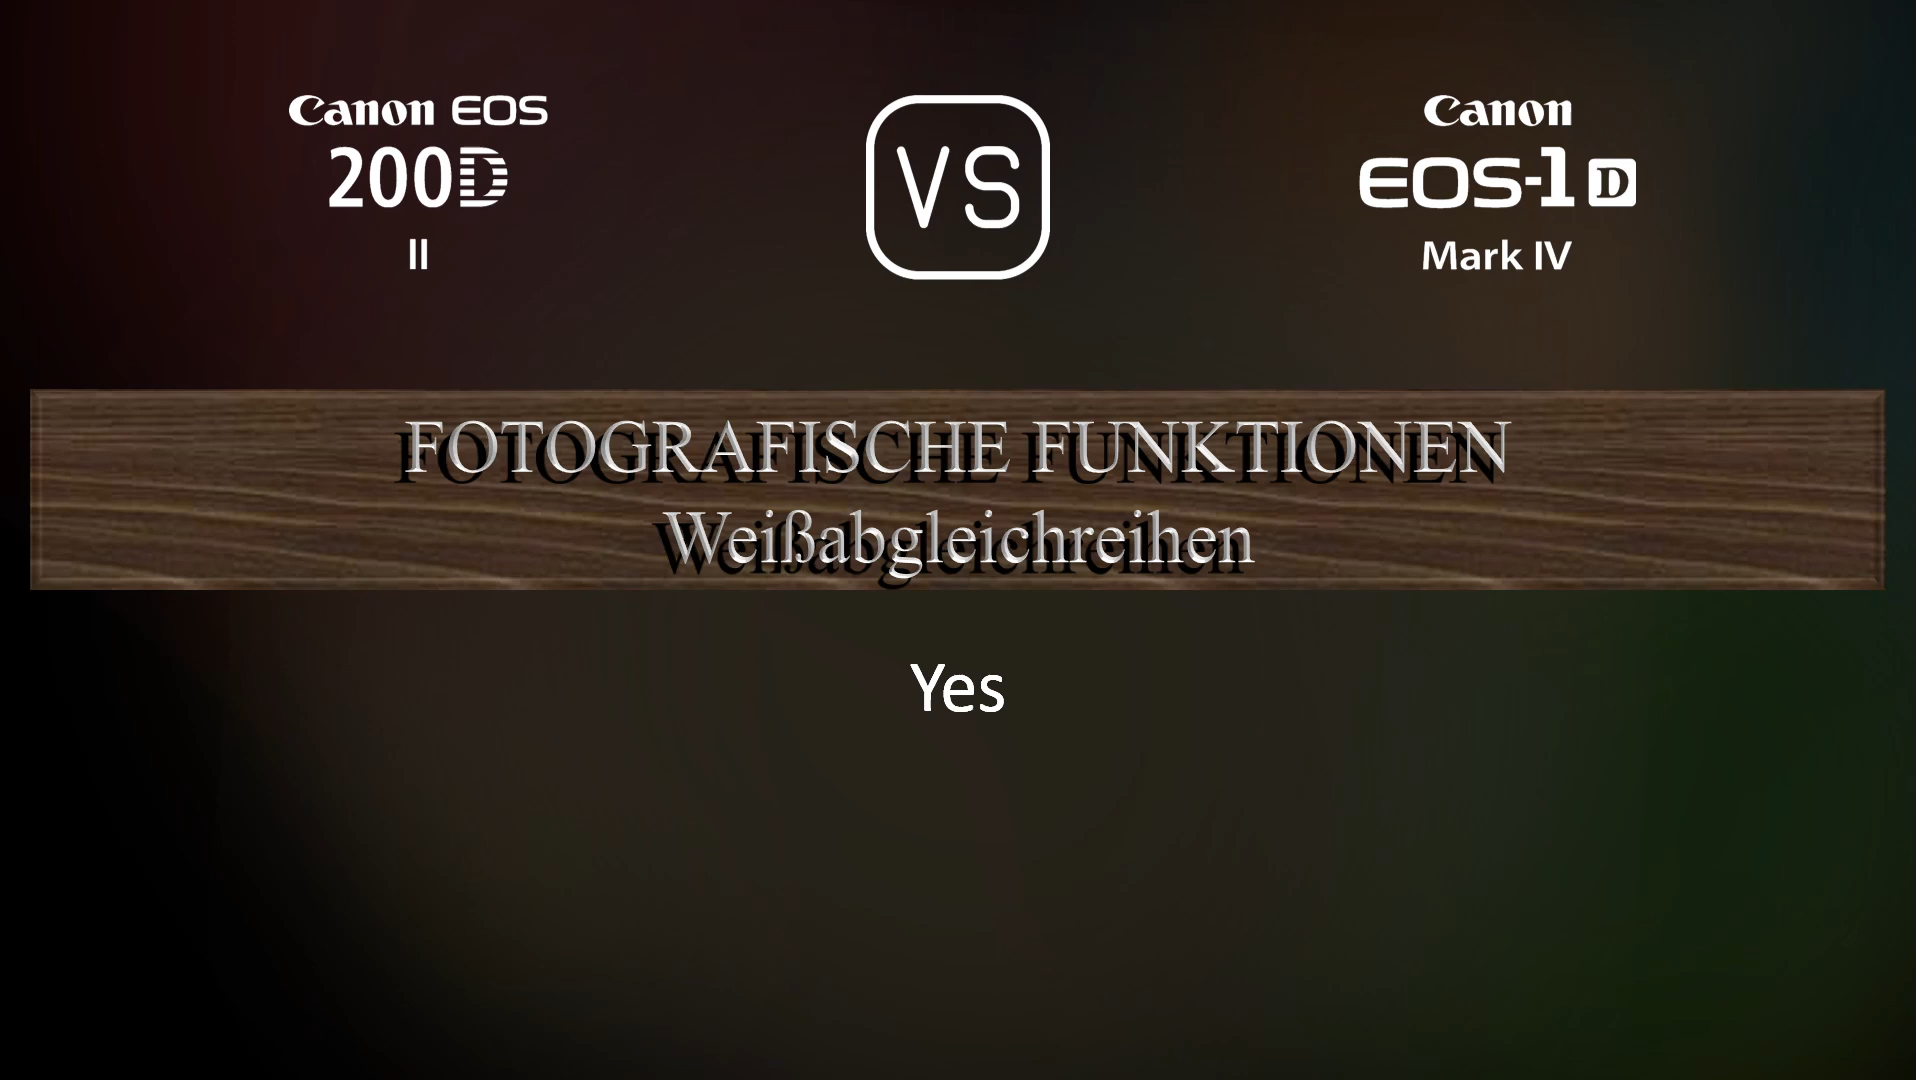 Canon EOS
200D
II
VS
Canon
EOS-1D
Mark IV
FOTOGRAFISCHE FUNKTIONEN
Weißabgleichreihen
Yes